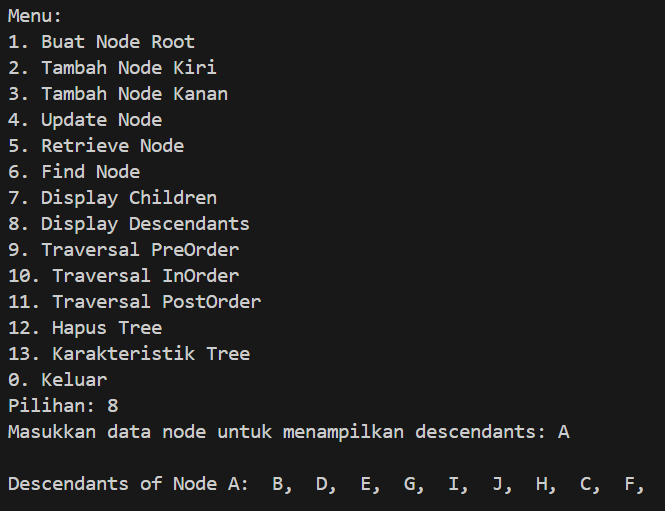 Menu:
1. Buat Node Root
2. Tambah Node Kiri
3. Tambah Node Kanan
4. Update Node
5. Retrieve Node
6. Find Node
7. Display Children
8. Display Descendants
9. Traversal PreOrder
10. Traversal InOrder
11. Traversal PostOrder
12. Hapus Tree
13. Karakteristik Tree
0. Keluar
Pilihan: 8
Masukkan data node untuk menampilkan descendants: A
Descendants of Node A:  B,  D,  E,  G,  I,  J,  H,  C,  F,